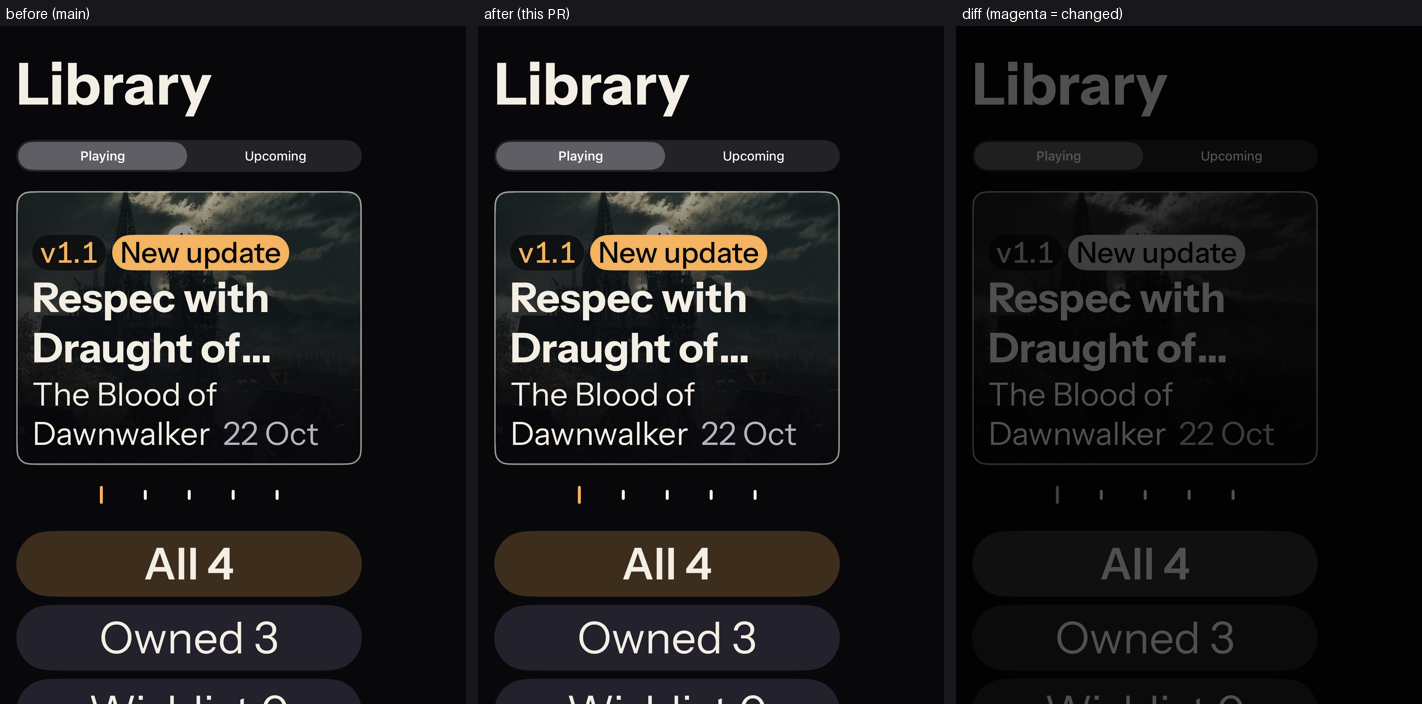 before (main)
Library
Playing Upcoming
v1.1 New update
Respec with
Draught of...
The Blood of
Dawnwalker 22 Oct
All 4
Owned 3
after (this PR)
Library
Playing Upcoming
v1.1 New update
Respec with
Draught of...
The Blood of
Dawnwalker 22 Oct
All 4
Owned 3
diff (magenta = changed)
Library
Playing Upcoming
v1.1 New update
Respec with
Draught of...
The Blood of
Dawnwalker 22 Oct
All 4
Owned 3